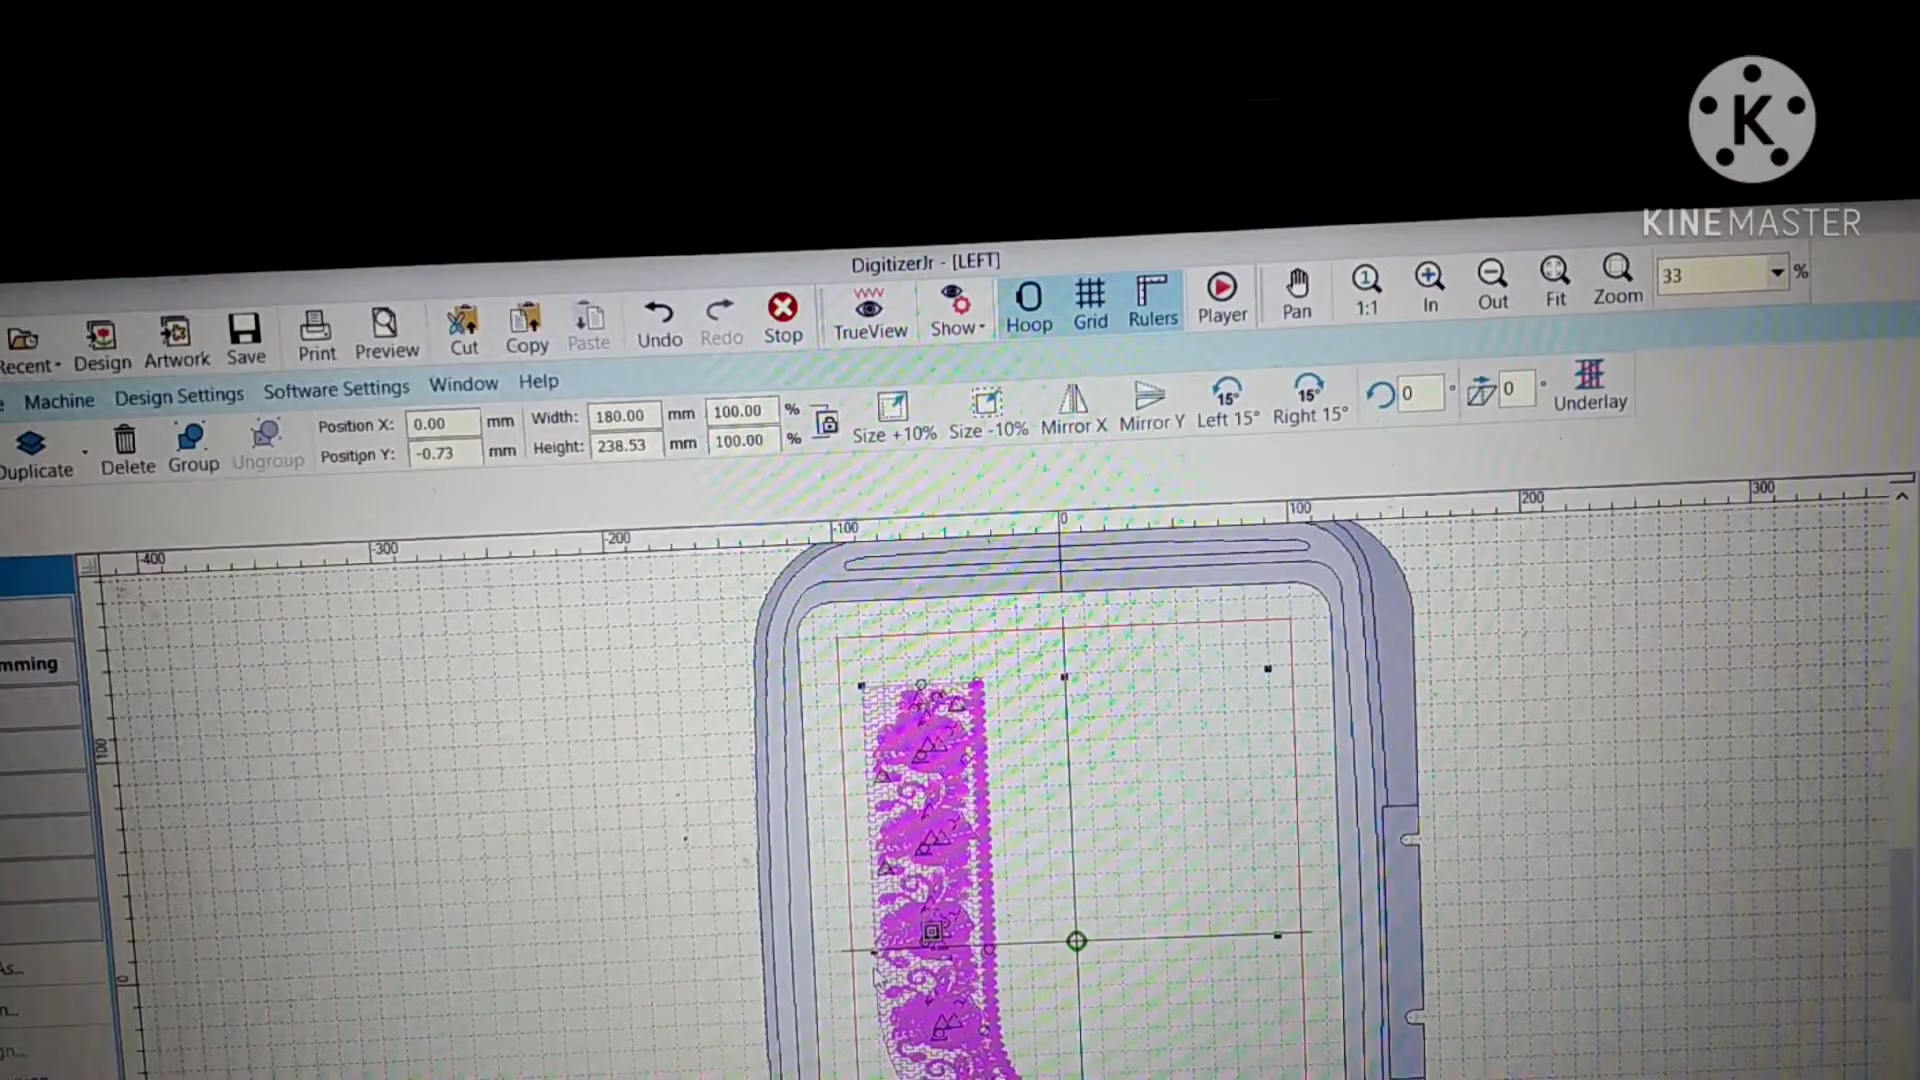 K
KINEMASTER
DigitizerJr - [LEFT]
Recent Design Artwork Save Print Preview Cut Copy Paste Undo Redo Stop TrueView Show Hoop Grid Rulers Player Pan 1:1 In Out Fit Zoom 33 %
Machine Design Settings Software Settings Window Help
Duplicate Delete Group Ungroup
Position X: 0.00 mm Width: 180.00 mm 100.00 %
Position Y: -0.73 mm Height: 238.53 mm 100.00 %
Size +10% Size -10% Mirror X Mirror Y Left 15° Right 15° 0 ° 0 ° Underlay
-400 -300 -200 -100 0 100 200 300
mming
100
0
As...
n...
gn...